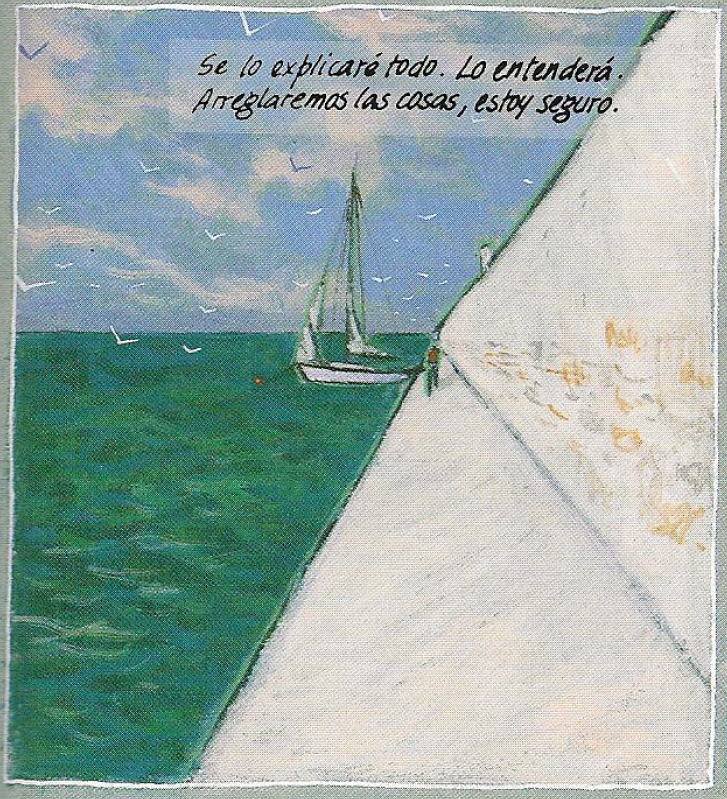 Se lo explicaré todo. Lo entenderá.
Arreglaremos las cosas, estoy seguro.